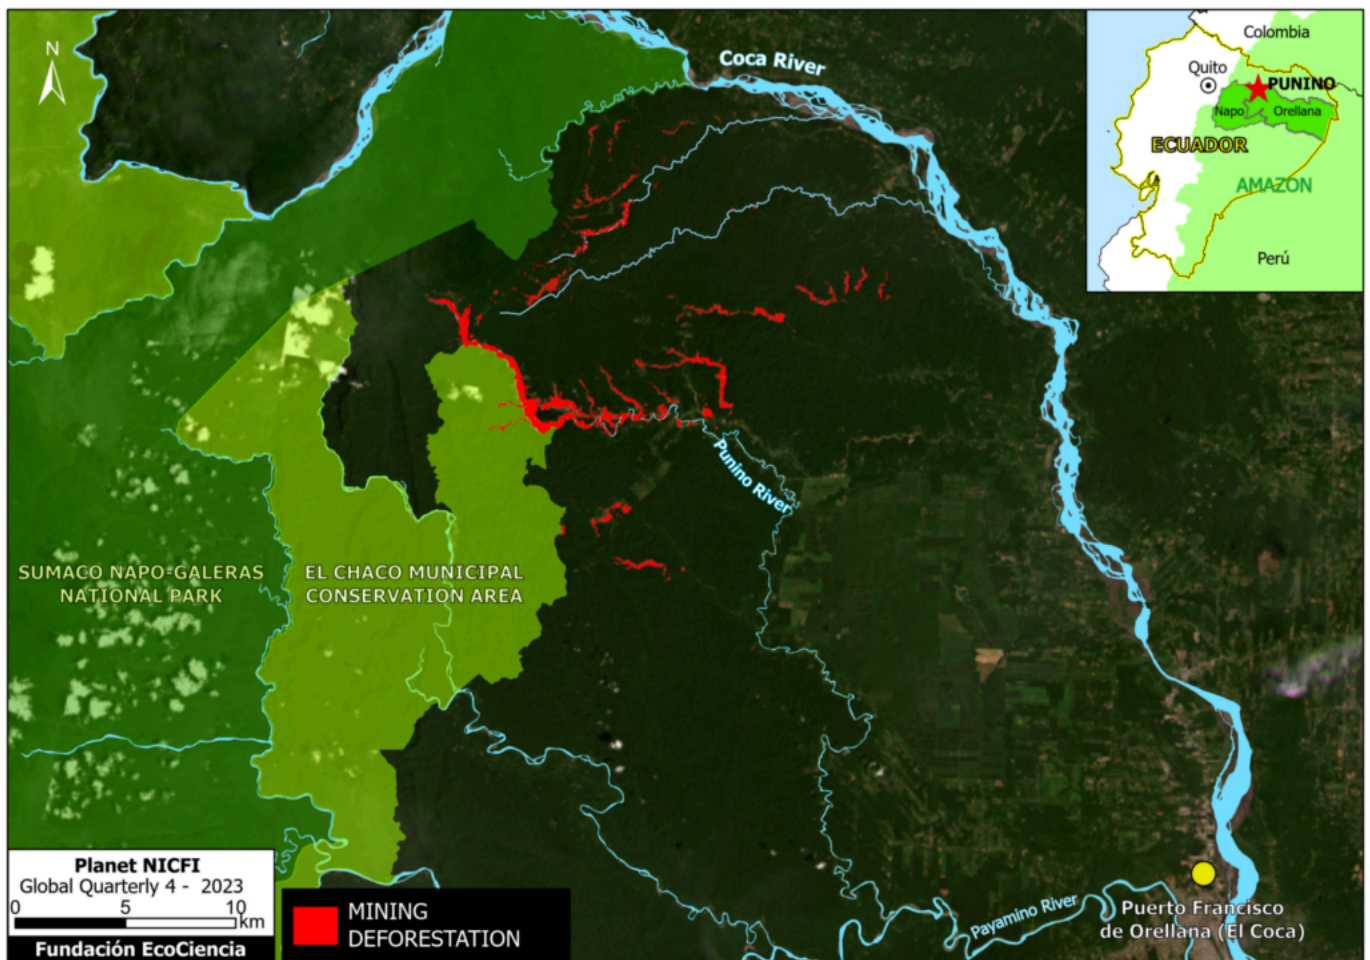 N
Coca River
Colombia
Quito
PUNINO
Napo
Orellana
ECUADOR
AMAZON
Perú
Punino River
SUMACO NAPO-GALERAS
NATIONAL PARK
EL CHACO MUNICIPAL
CONSERVATION AREA
Planet NICFI
Global Quarterly 4 - 2023
0 5 10
km
Fundación EcoCiencia
MINING
DEFORESTATION
Payamino River
Puerto Francisco
de Orellana (El Coca)